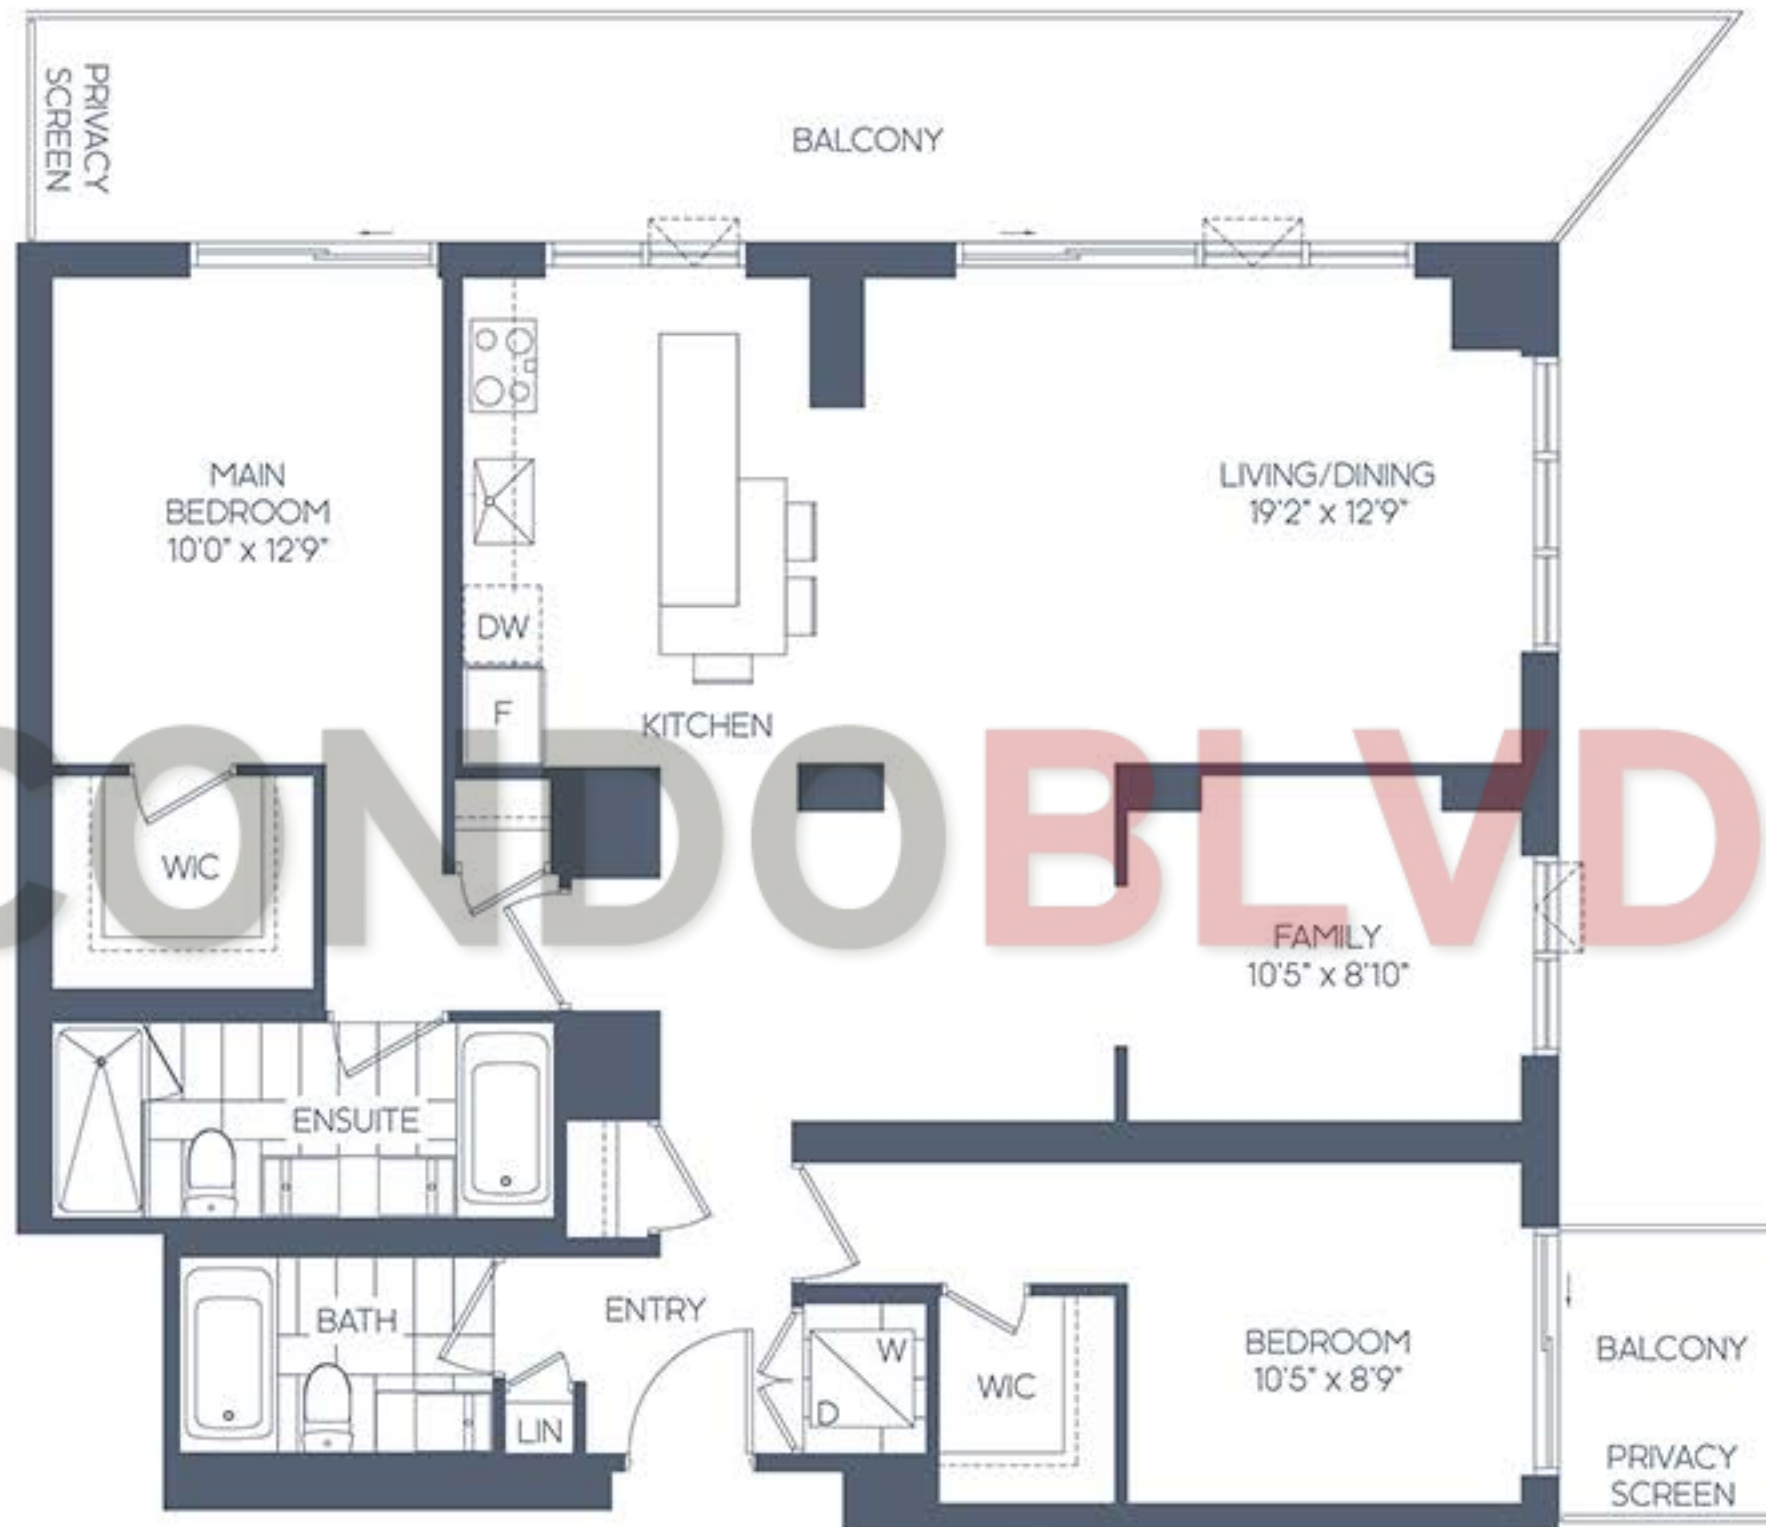 PRIVACY
SCREEN
BALCONY
MAIN
BEDROOM
10'0" x 12'9"
LIVING/DINING
19'2" x 12'9"
DW
F
KITCHEN
CONDOBLVD
WIC
FAMILY
10'5" x 8'10"
ENSUITE
BATH
ENTRY
W
D
LIN
WIC
BEDROOM
10'5" x 8'9"
BALCONY
PRIVACY
SCREEN